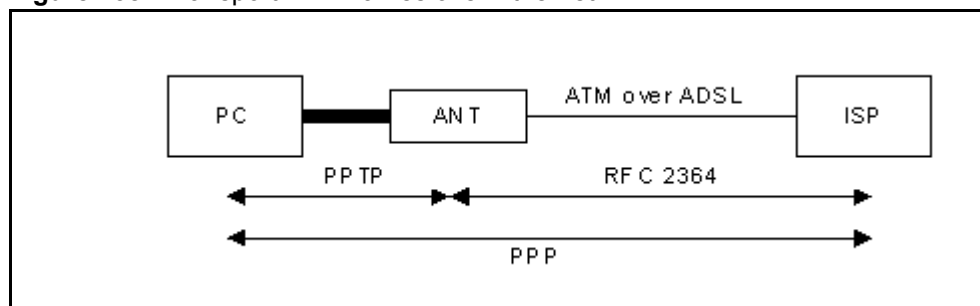 PC
ANT
ATM over ADSL
ISP
PPTP
RFC 2364
PPP